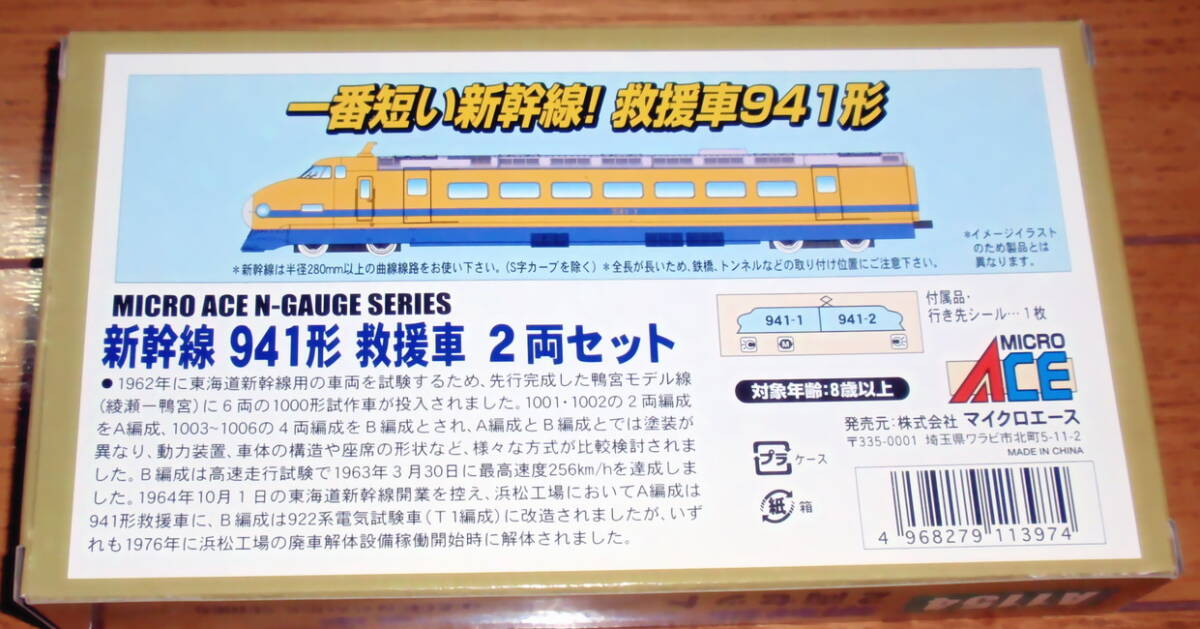 一番短い新幹線! 救援車941形
*新幹線は半径280mm以上の曲線線路をお使い下さい。(S字カーブを除く) *全長が長いため、鉄橋、トンネルなどの取り付け位置にご注意下さい。
*イメージイラスト
のため製品とは
異なります。
MICRO ACE N-GAUGE SERIES
新幹線 941形 救援車 2両セット
●1962年に東海道新幹線用の車両を試験するため、先行完成した鴨宮モデル線
(綾瀬ー鴨宮)に6両の1000形試作車が投入されました。1001・1002の2両編成
をA編成、1003~1006の4両編成をB編成とされ、A編成とB編成とでは塗装が
異なり、動力装置、車体の構造や座席の形状など、様々な方式が比較検討されま
した。B編成は高速走行試験で1963年3月30日に最高速度256km/hを達成しま
した。1964年10月1日の東海道新幹線開業を控え、浜松工場においてA編成は
941形救援車に、B編成は922系電気試験車(T1編成)に改造されましたが、いず
れも1976年に浜松工場の廃車解体設備稼働開始時に解体されました。
941-1 941-2
M
付属品・
行き先シール…1枚
対象年齢:8歳以上
MICRO
ACE
発売元:株式会社 マイクロエース
〒335-0001 埼玉県ワラビ市北町5-11-2
MADE IN CHINA
プラ ケース
紙 箱
4 968279 113974
2両セット
A1154